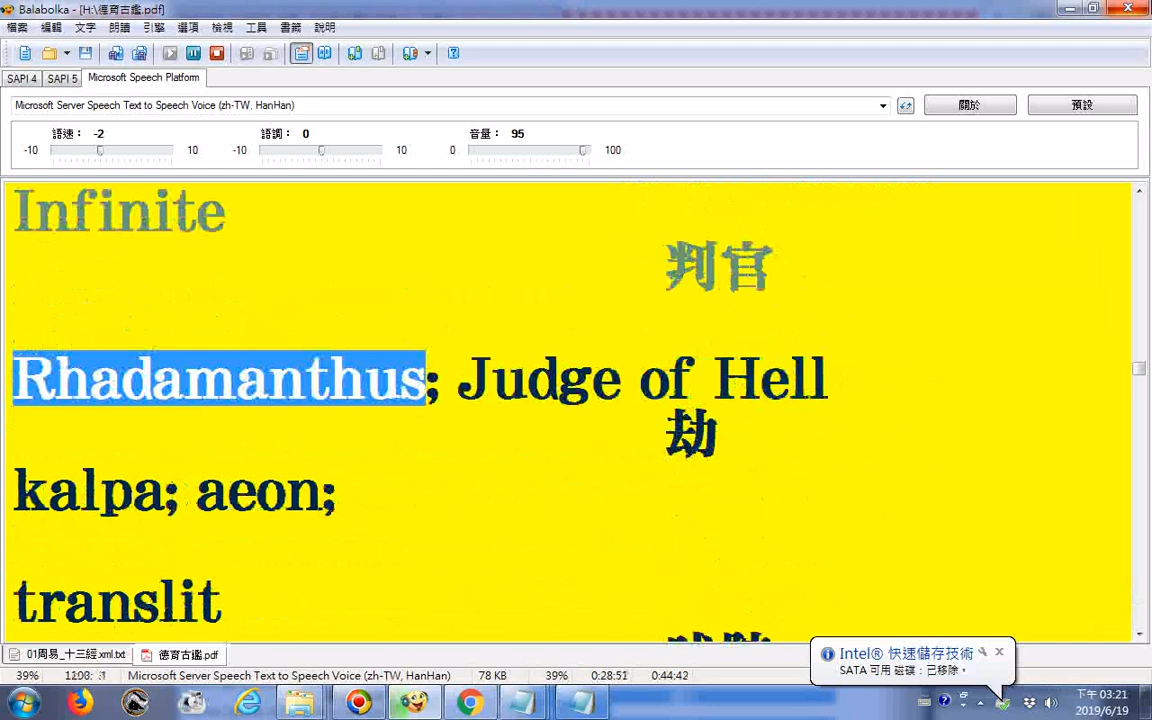 Balabolka - [H:\德育古鑑.pdf]
檔案 編輯 文字 朗讀 引擎 選項 檢視 工具 書籤 說明
SAPI 4 SAPI 5 Microsoft Speech Platform
Microsoft Server Speech Text to Speech Voice (zh-TW, HanHan)
關於 預設
語速： -2 語調： 0 音量： 95
-10 10 -10 10 0 100
Infinite
判官
Rhadamanthus; Judge of Hell
劫
kalpa; aeon;
translit
Intel® 快速儲存技術
SATA 可用 磁碟：已移除。
01周易_十三經.xml.txt 德育古鑑.pdf
39% Microsoft Server Speech Text to Speech Voice (zh-TW, HanHan) 78 KB 39% 0:28:51 0:44:42
下午 03:21
2019/6/19